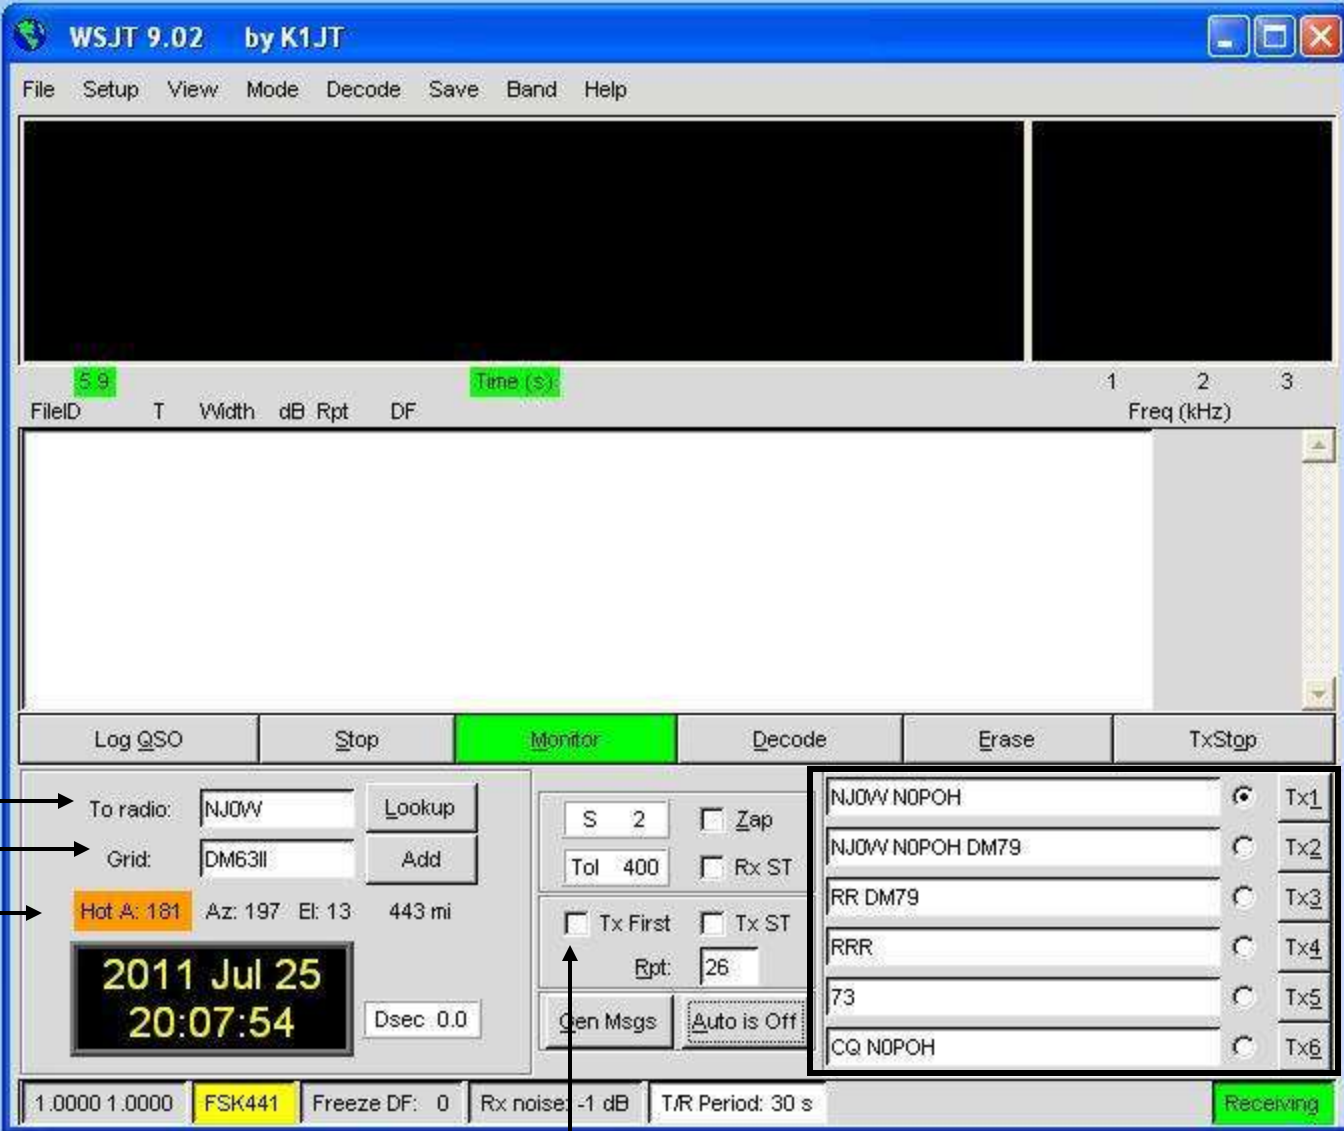 WSJT 9.02 by K1JT
File Setup View Mode Decode Save Band Help
5.9 Time (s) 1 2 3
FileID T Width dB Rpt DF Freq (kHz)
Log QSO Stop Monitor Decode Erase TxStop
To radio: NJ0W Lookup
Grid: DM63II Add
Hot A: 181 Az: 197 El: 13 443 mi
2011 Jul 25
20:07:54
Dsec 0.0
S 2 Zap
Tol 400 Rx ST
Tx First Tx ST
Rpt: 26
Gen Msgs Auto is Off
NJ0W N0POH Tx1
NJ0W N0POH DM79 Tx2
RR DM79 Tx3
RRR Tx4
73 Tx5
CQ N0POH Tx6
1.0000 1.0000 FSK441 Freeze DF: 0 Rx noise: -1 dB T/R Period: 30 s Receiving